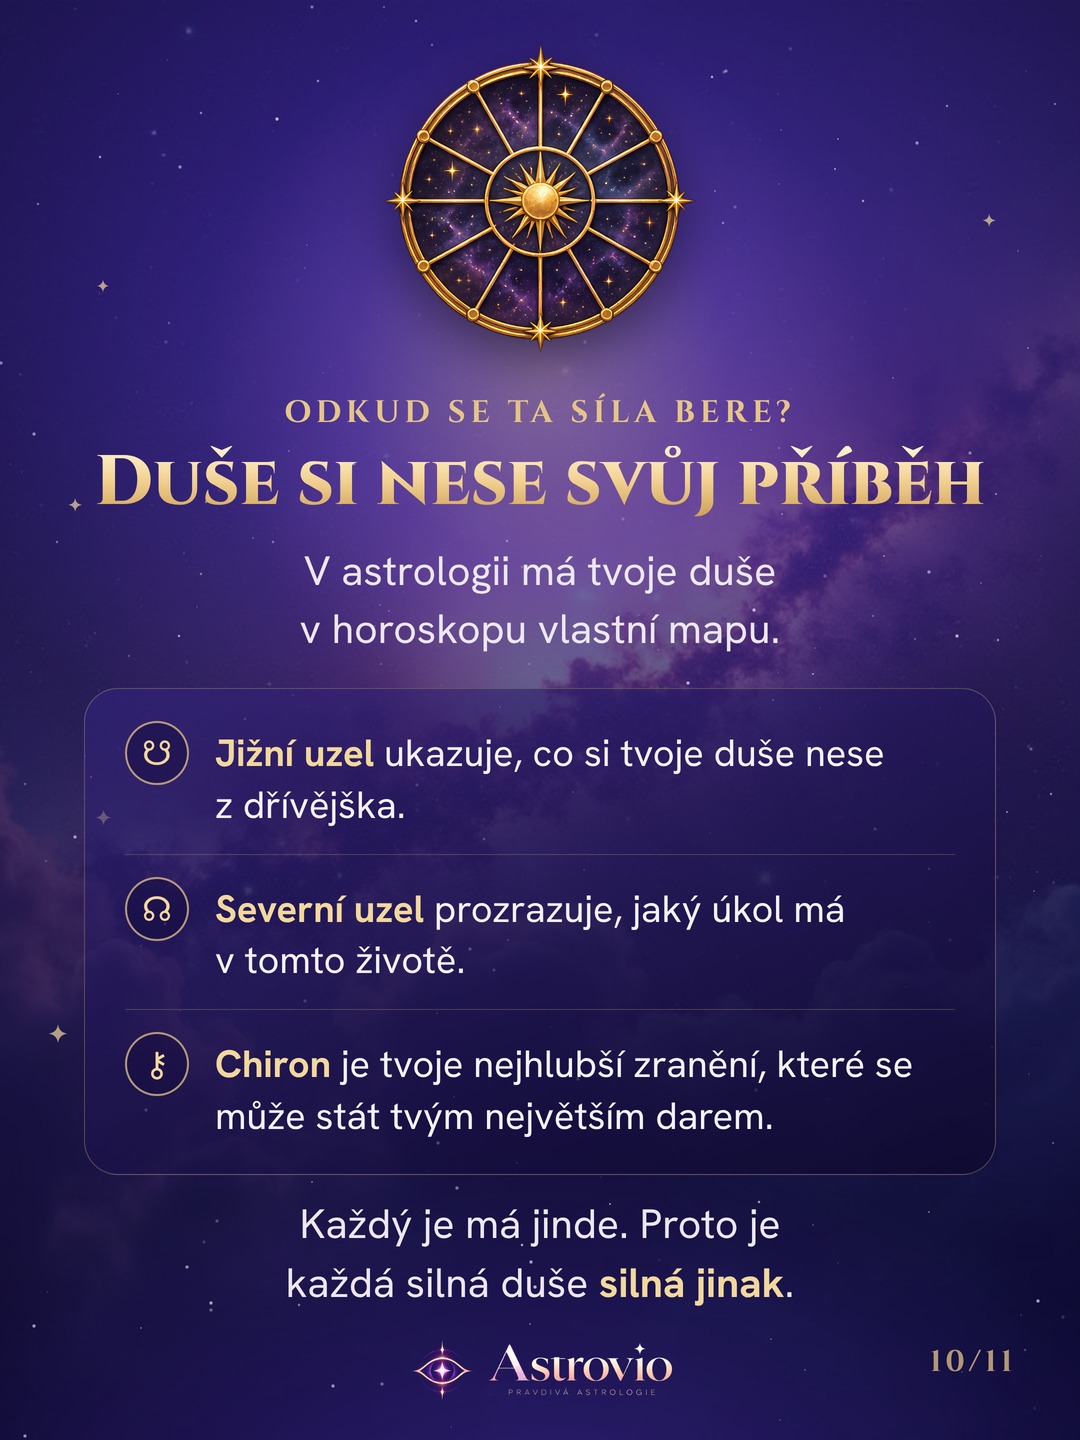 ODKUD SE TA SÍLA BERE?
DUŠE SI NESE SVŮJ PŘÍBĚH
V astrologii má tvoje duše
v horoskopu vlastní mapu.
Jižní uzel ukazuje, co si tvoje duše nese
z dřívějška.
Severní uzel prozrazuje, jaký úkol má
v tomto životě.
Chiron je tvoje nejhlubší zranění, které se
může stát tvým největším darem.
Každý je má jinde. Proto je
každá silná duše silná jinak.
Astrovio
PRAVDIVÁ ASTROLOGIE
10/11